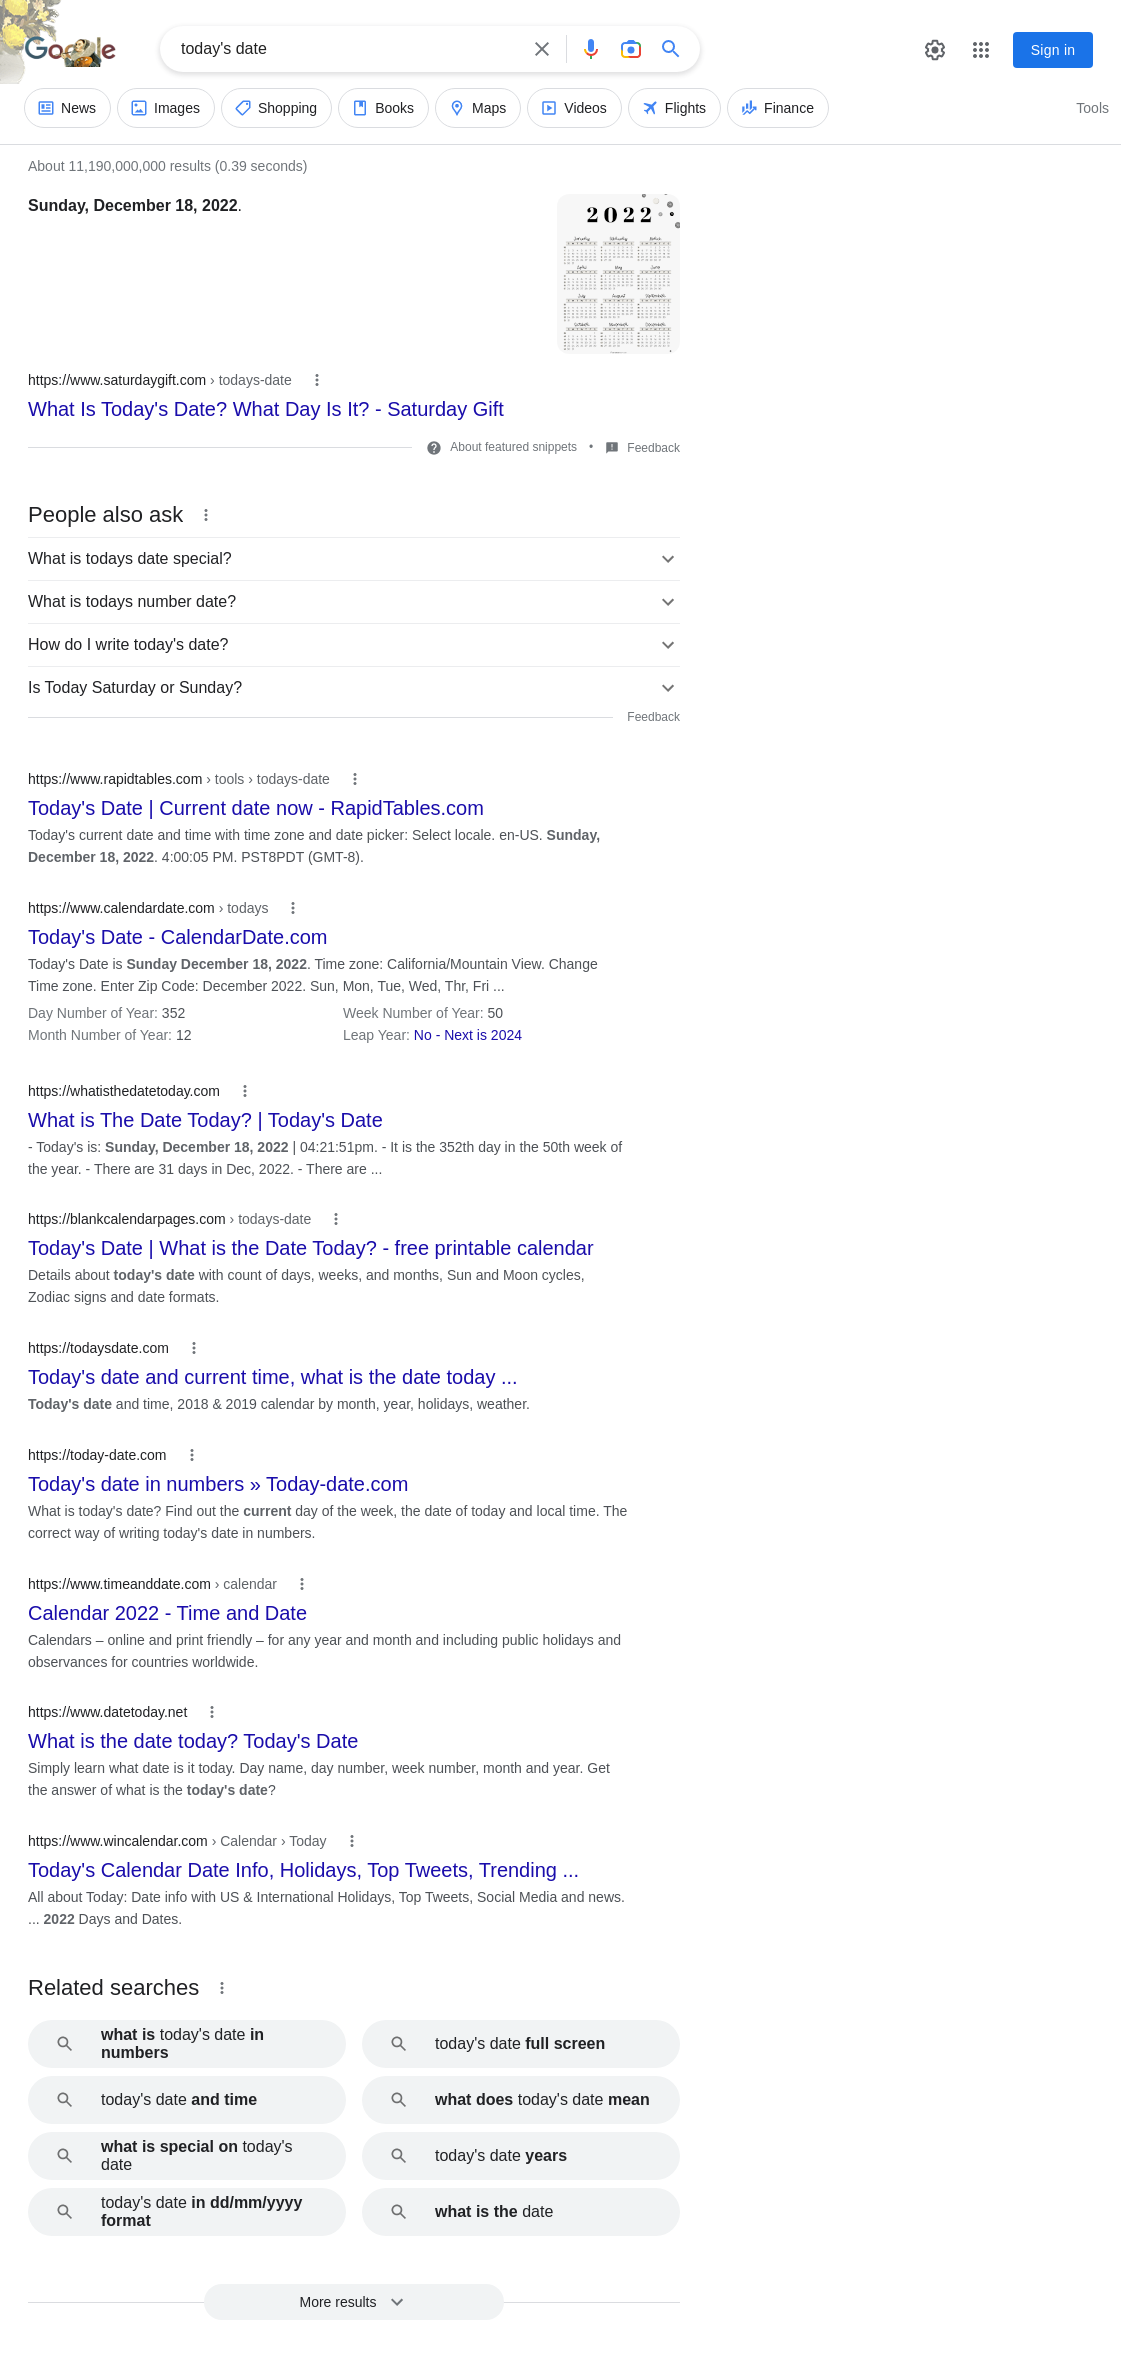 Google
today's date
Sign in
News Images Shopping Books Maps Videos Flights Finance Tools
About 11,190,000,000 results (0.39 seconds)
Sunday, December 18, 2022.
2022
https://www.saturdaygift.com › todays-date
What Is Today's Date? What Day Is It? - Saturday Gift
About featured snippets • Feedback
People also ask
What is todays date special?
What is todays number date?
How do I write today's date?
Is Today Saturday or Sunday?
Feedback
https://www.rapidtables.com › tools › todays-date
Today's Date | Current date now - RapidTables.com
Today's current date and time with time zone and date picker: Select locale. en-US. Sunday,
December 18, 2022. 4:00:05 PM. PST8PDT (GMT-8).
https://www.calendardate.com › todays
Today's Date - CalendarDate.com
Today's Date is Sunday December 18, 2022. Time zone: California/Mountain View. Change
Time zone. Enter Zip Code: December 2022. Sun, Mon, Tue, Wed, Thr, Fri ...
Day Number of Year: 352 Week Number of Year: 50
Month Number of Year: 12 Leap Year: No - Next is 2024
https://whatisthedatetoday.com
What is The Date Today? | Today's Date
- Today's is: Sunday, December 18, 2022 | 04:21:51pm. - It is the 352th day in the 50th week of
the year. - There are 31 days in Dec, 2022. - There are ...
https://blankcalendarpages.com › todays-date
Today's Date | What is the Date Today? - free printable calendar
Details about today's date with count of days, weeks, and months, Sun and Moon cycles,
Zodiac signs and date formats.
https://todaysdate.com
Today's date and current time, what is the date today ...
Today's date and time, 2018 & 2019 calendar by month, year, holidays, weather.
https://today-date.com
Today's date in numbers » Today-date.com
What is today's date? Find out the current day of the week, the date of today and local time. The
correct way of writing today's date in numbers.
https://www.timeanddate.com › calendar
Calendar 2022 - Time and Date
Calendars – online and print friendly – for any year and month and including public holidays and
observances for countries worldwide.
https://www.datetoday.net
What is the date today? Today's Date
Simply learn what date is it today. Day name, day number, week number, month and year. Get
the answer of what is the today's date?
https://www.wincalendar.com › Calendar › Today
Today's Calendar Date Info, Holidays, Top Tweets, Trending ...
All about Today: Date info with US & International Holidays, Top Tweets, Social Media and news.
... 2022 Days and Dates.
Related searches
what is today's date in
numbers
today's date full screen
today's date and time
what does today's date mean
what is special on today's
date
today's date years
today's date in dd/mm/yyyy
format
what is the date
More results